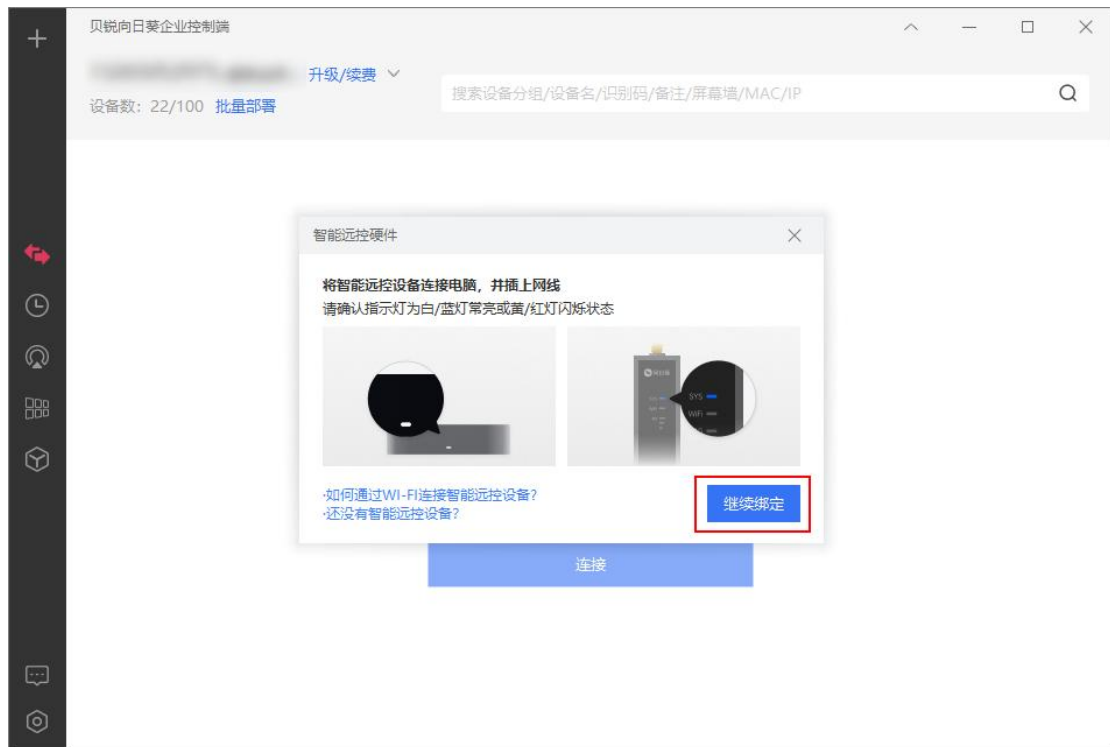 贝锐向日葵企业控制端
升级/续费
设备数：22/100 批量部署
搜索设备分组/设备名/识别码/备注/屏幕墙/MAC/IP
智能远控硬件
将智能远控设备连接电脑，并插上网线
请确认指示灯为白/蓝灯常亮或黄/红灯闪烁状态
SYS
WiFi
·如何通过WI-FI连接智能远控设备？
·还没有智能远控设备？
继续绑定
连接